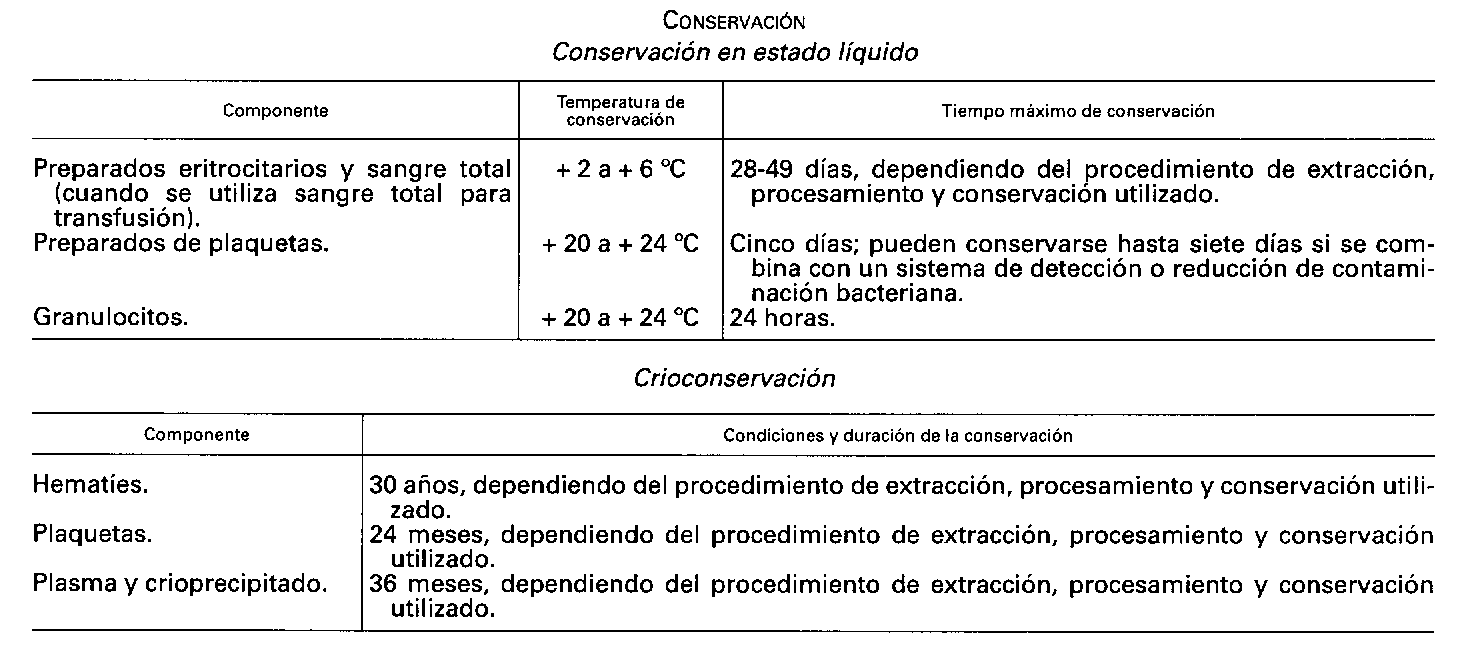 CONSERVACIÓN
Conservación en estado líquido
Componente
Temperatura de
conservación
Tiempo máximo de conservación
Preparados eritrocitarios y sangre total
(cuando se utiliza sangre total para
transfusión).
+ 2 a + 6 ºC
28-49 días, dependiendo del procedimiento de extracción,
procesamiento y conservación utilizado.
Preparados de plaquetas.
+ 20 a + 24 ºC
Cinco días; pueden conservarse hasta siete días si se com-
bina con un sistema de detección o reducción de contami-
nación bacteriana.
Granulocitos.
+ 20 a + 24 ºC
24 horas.
Crioconservación
Componente
Condiciones y duración de la conservación
Hematíes.
30 años, dependiendo del procedimiento de extracción, procesamiento y conservación utili-
zado.
Plaquetas.
24 meses, dependiendo del procedimiento de extracción, procesamiento y conservación
utilizado.
Plasma y crioprecipitado.
36 meses, dependiendo del procedimiento de extracción, procesamiento y conservación
utilizado.